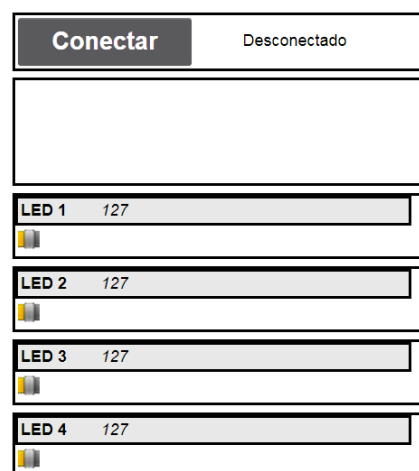 Conectar Desconectado
LED 1 127
LED 2 127
LED 3 127
LED 4 127